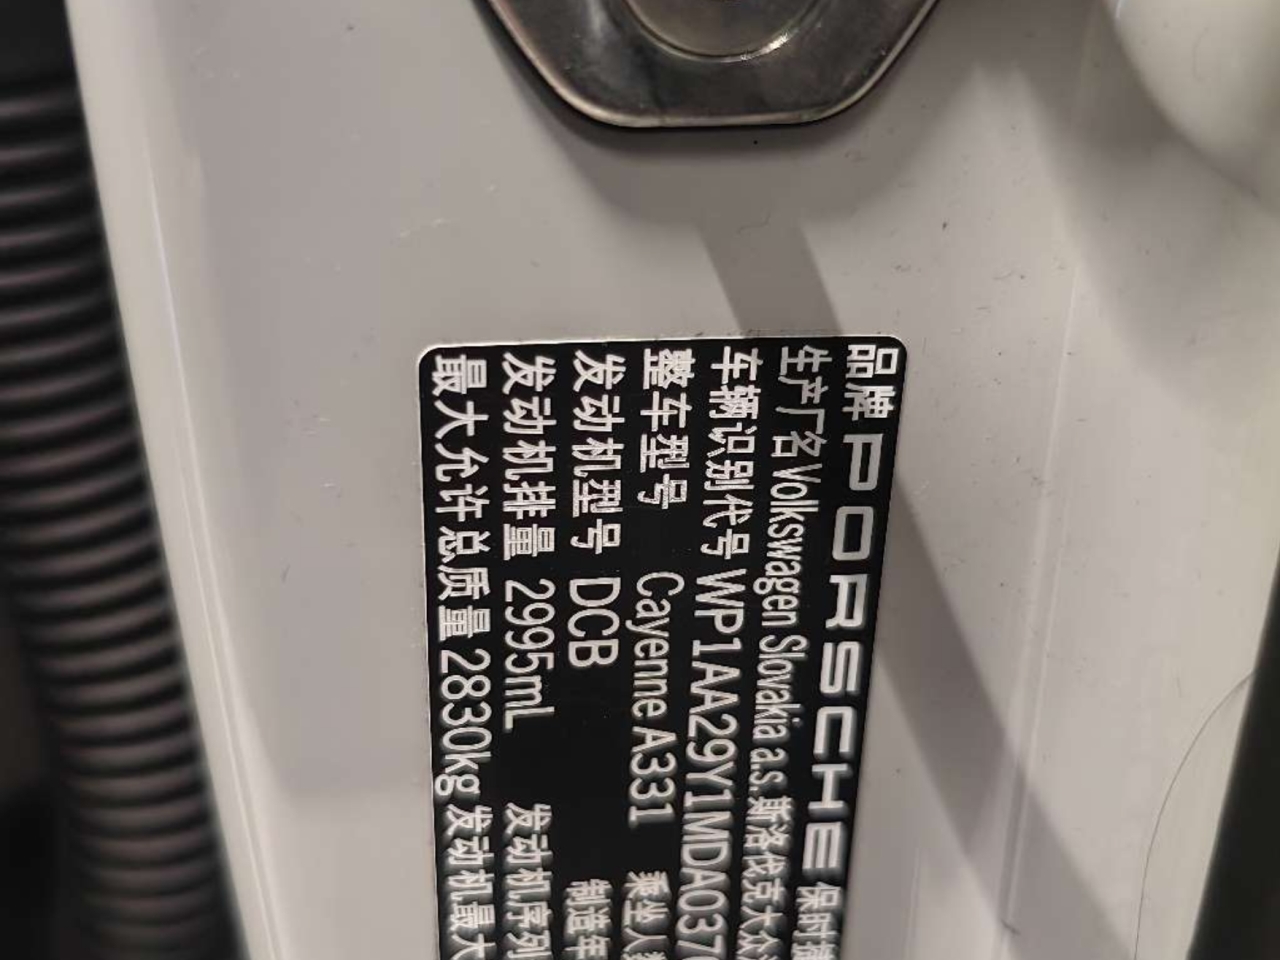 品牌 PORSCHE 保时捷
生产厂名 Volkswagen Slovakia a.s. 斯洛伐克大众
车辆识别代号 WP1AA29Y1MDA037
整车型号 Cayenne A331 乘坐人数
发动机型号 DCB 制造年
发动机排量 2995mL 发动机序列
最大允许总质量 2830kg 发动机最大